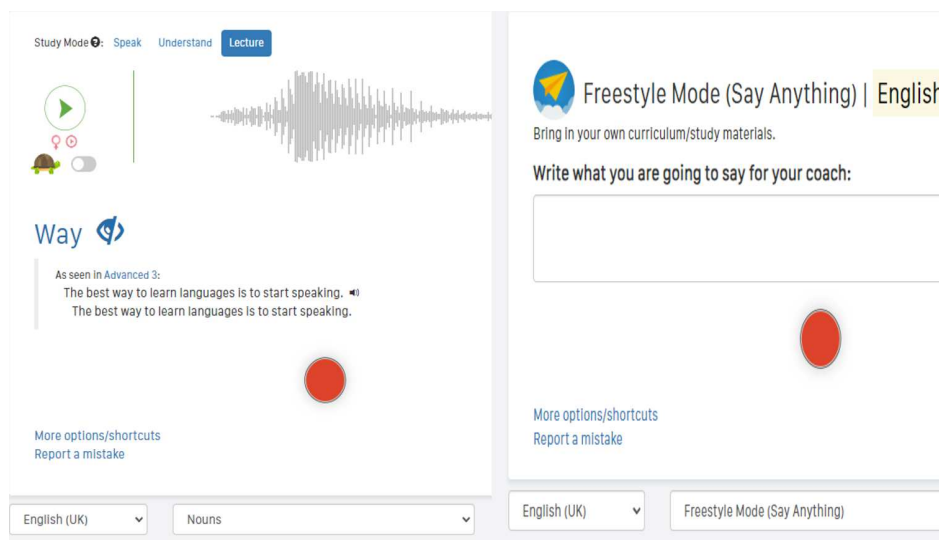 Study Mode ?: Speak Understand Lecture
Way
As seen in Advanced 3:
The best way to learn languages is to start speaking.
The best way to learn languages is to start speaking.
More options/shortcuts
Report a mistake
English (UK) Nouns
Freestyle Mode (Say Anything) | English
Bring in your own curriculum/study materials.
Write what you are going to say for your coach:
More options/shortcuts
Report a mistake
English (UK) Freestyle Mode (Say Anything)